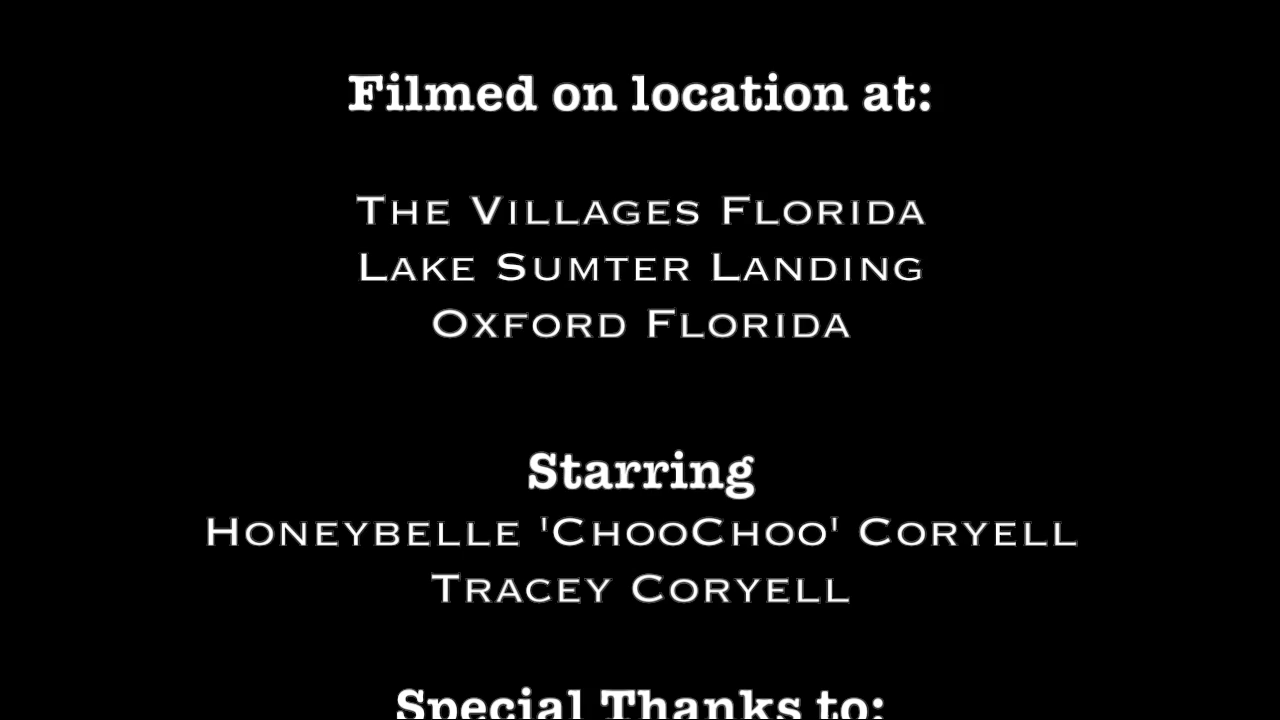 Filmed on location at:
The Villages Florida
Lake Sumter Landing
Oxford Florida
Starring
Honeybelle 'ChooChoo' Coryell
Tracey Coryell
Special Thanks to: